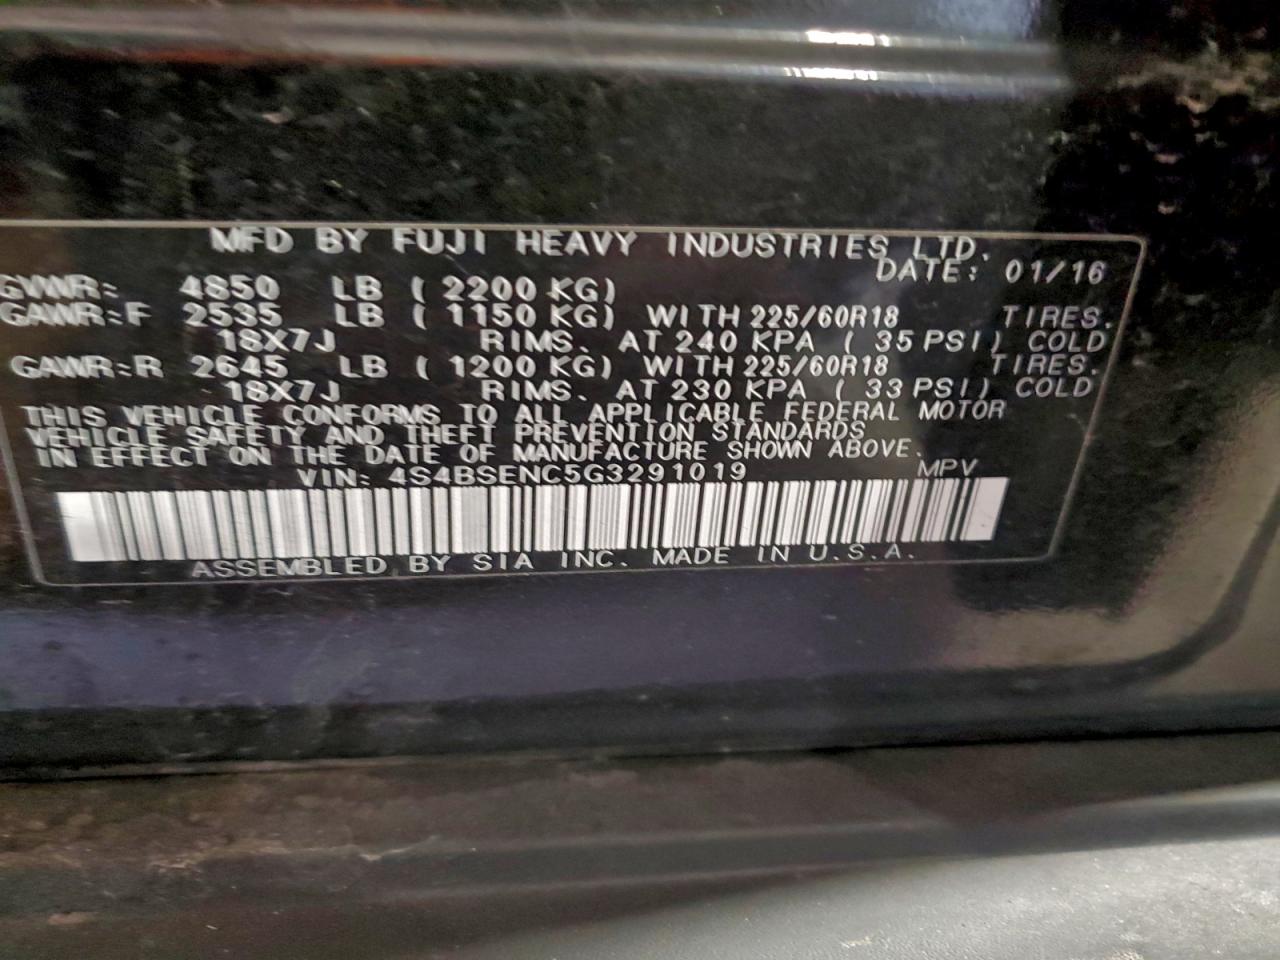 MFD BY FUJI HEAVY INDUSTRIES LTD.
DATE: 01/16
GVWR: 4850 LB ( 2200 KG)
GAWR:F 2535 LB ( 1150 KG) WITH 225/60R18 TIRES.
18X7J RIMS. AT 240 KPA ( 35 PSI) COLD
GAWR:R 2645 LB ( 1200 KG) WITH 225/60R18 TIRES.
18X7J RIMS. AT 230 KPA ( 33 PSI) COLD
THIS VEHICLE CONFORMS TO ALL APPLICABLE FEDERAL MOTOR
VEHICLE SAFETY AND THEFT PREVENTION STANDARDS
IN EFFECT ON THE DATE OF MANUFACTURE SHOWN ABOVE.
VIN: 4S4BSENC5G3291019 MPV
ASSEMBLED BY SIA INC. MADE IN U.S.A.